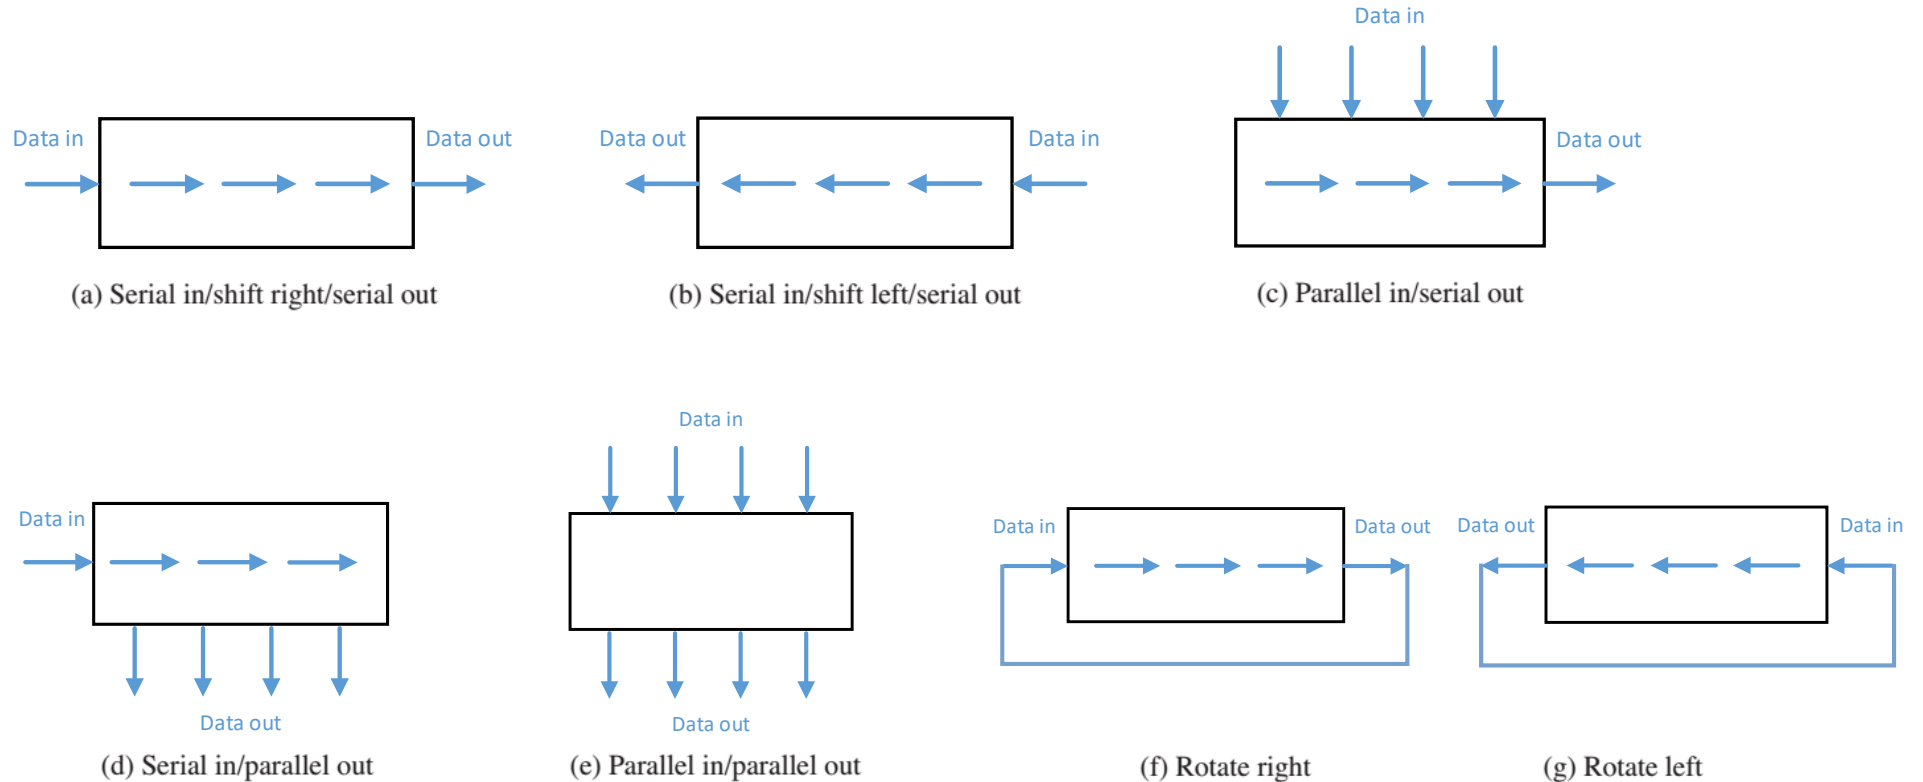 Data in
Data in
Data out
Data out
Data in
Data out
(a) Serial in/shift right/serial out
(b) Serial in/shift left/serial out
(c) Parallel in/serial out
Data in
Data in
Data in
Data out
Data out
Data in
Data out
Data out
(d) Serial in/parallel out
(e) Parallel in/parallel out
(f) Rotate right
(g) Rotate left